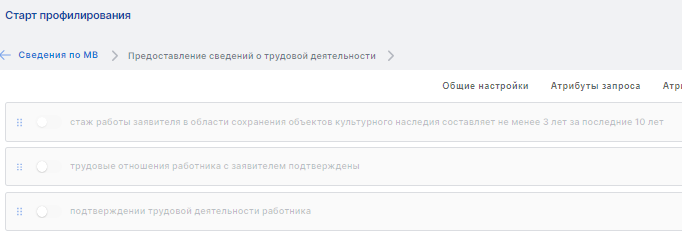 Старт профилирования
Сведения по МВ
Предоставление сведений о трудовой деятельности
Общие настройки Атрибуты запроса
стаж работы заявителя в области сохранения объектов культурного наследия составляет не менее 3 лет за последние 10 лет
трудовые отношения работника с заявителем подтверждены
подтверждении трудовой деятельности работника